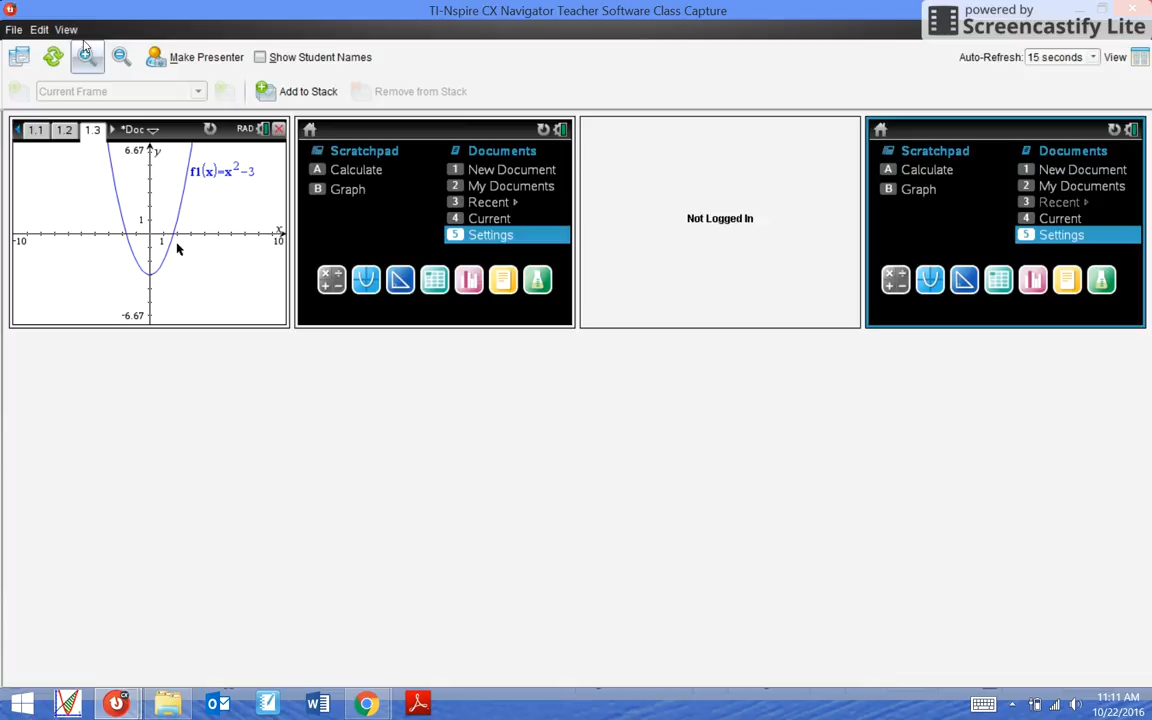 TI-Nspire CX Navigator Teacher Software Class Capture
powered by
Screencastify Lite
File Edit View
Make Presenter Show Student Names Auto-Refresh: 15 seconds View
Current Frame Add to Stack Remove from Stack
1.1 1.2 1.3 *Doc RAD
6.67 y
f1(x)=x²-3
1
x
-10 1 10
-6.67
Scratchpad
A Calculate
B Graph
Documents
1 New Document
2 My Documents
3 Recent
4 Current
5 Settings
Not Logged In
Scratchpad
A Calculate
B Graph
Documents
1 New Document
2 My Documents
3 Recent
4 Current
5 Settings
11:11 AM
10/22/2016